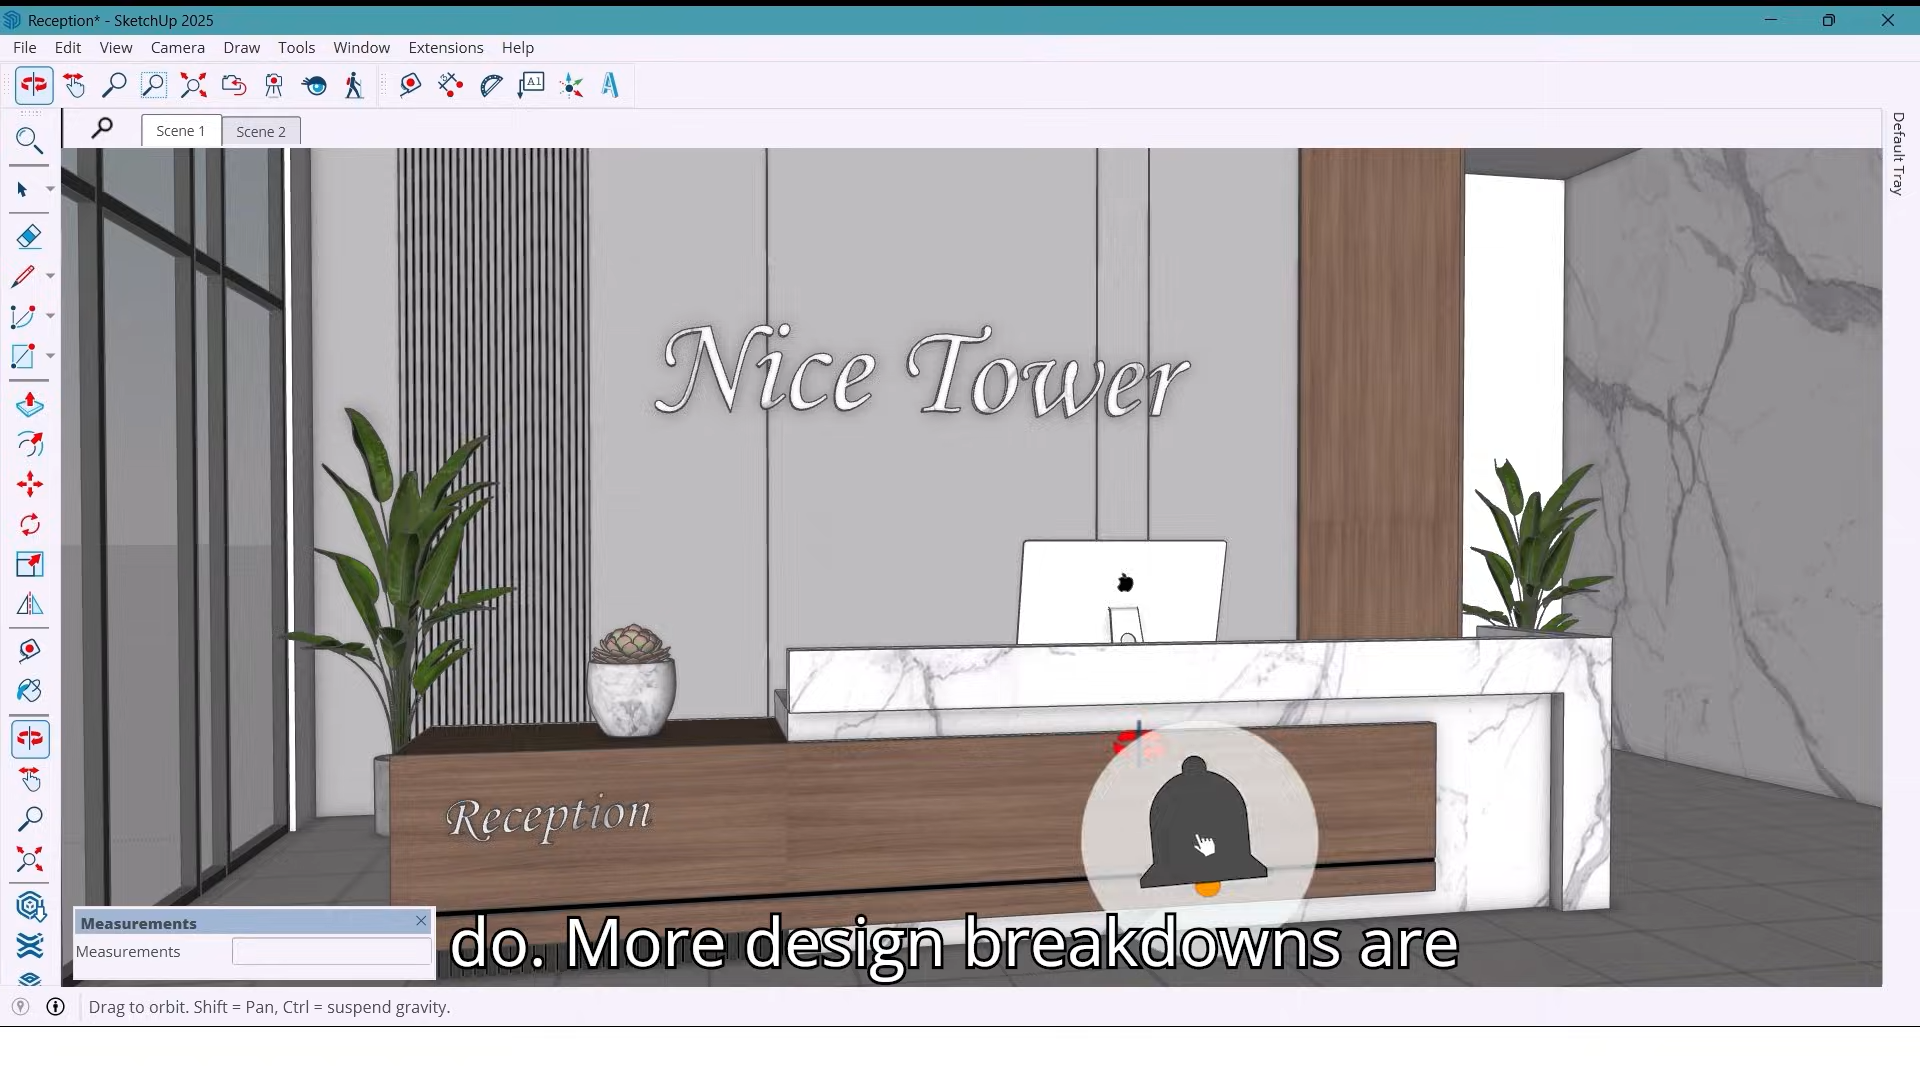 Reception* - SketchUp 2025
File Edit View Camera Draw Tools Window Extensions Help
A1
Scene 1 Scene 2
Default Tray
Nice Tower
Reception
Measurements
Measurements
do. More design breakdowns are
Drag to orbit. Shift = Pan, Ctrl = suspend gravity.